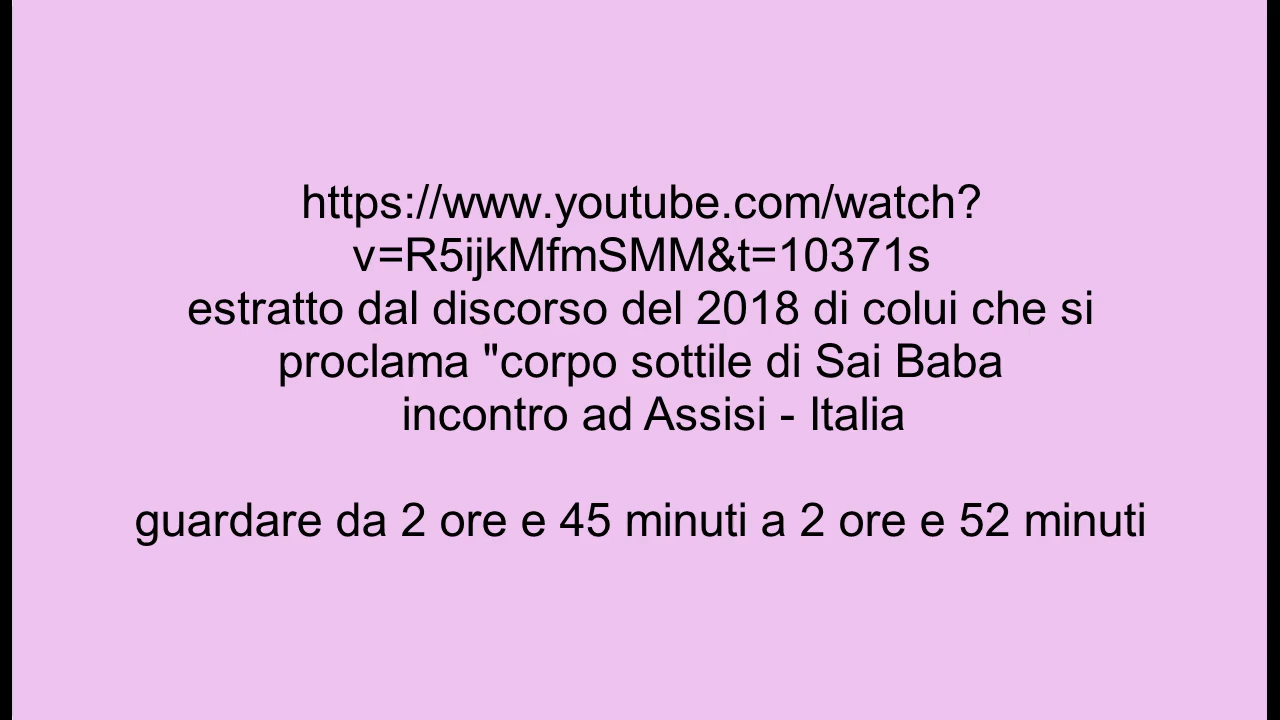 https://www.youtube.com/watch?
v=R5ijkMfmSMM&t=10371s
estratto dal discorso del 2018 di colui che si
proclama "corpo sottile di Sai Baba
incontro ad Assisi - Italia
guardare da 2 ore e 45 minuti a 2 ore e 52 minuti